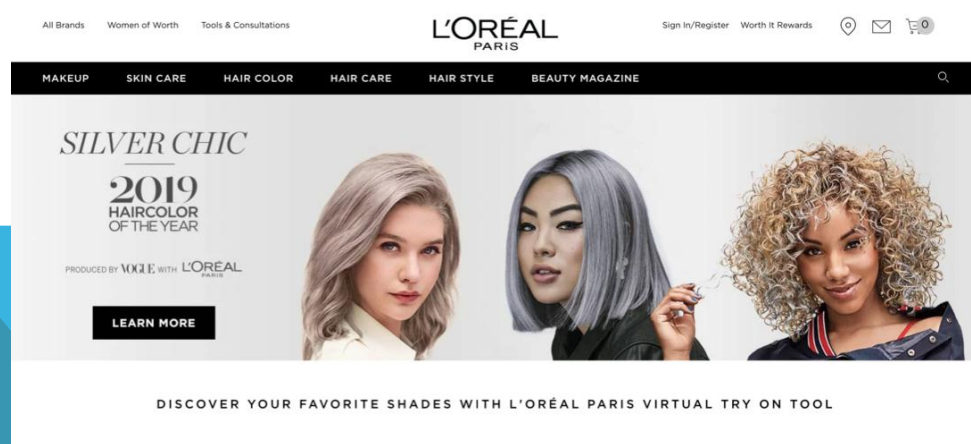 All Brands Women of Worth Tools & Consultations
L'ORÉAL
PARIS
Sign In/Register Worth It Rewards
0
MAKEUP SKIN CARE HAIR COLOR HAIR CARE HAIR STYLE BEAUTY MAGAZINE
SILVER CHIC
2019
HAIRCOLOR
OF THE YEAR
PRODUCED BY VOGUE WITH L'ORÉAL
PARIS
LEARN MORE
DISCOVER YOUR FAVORITE SHADES WITH L'ORÉAL PARIS VIRTUAL TRY ON TOOL